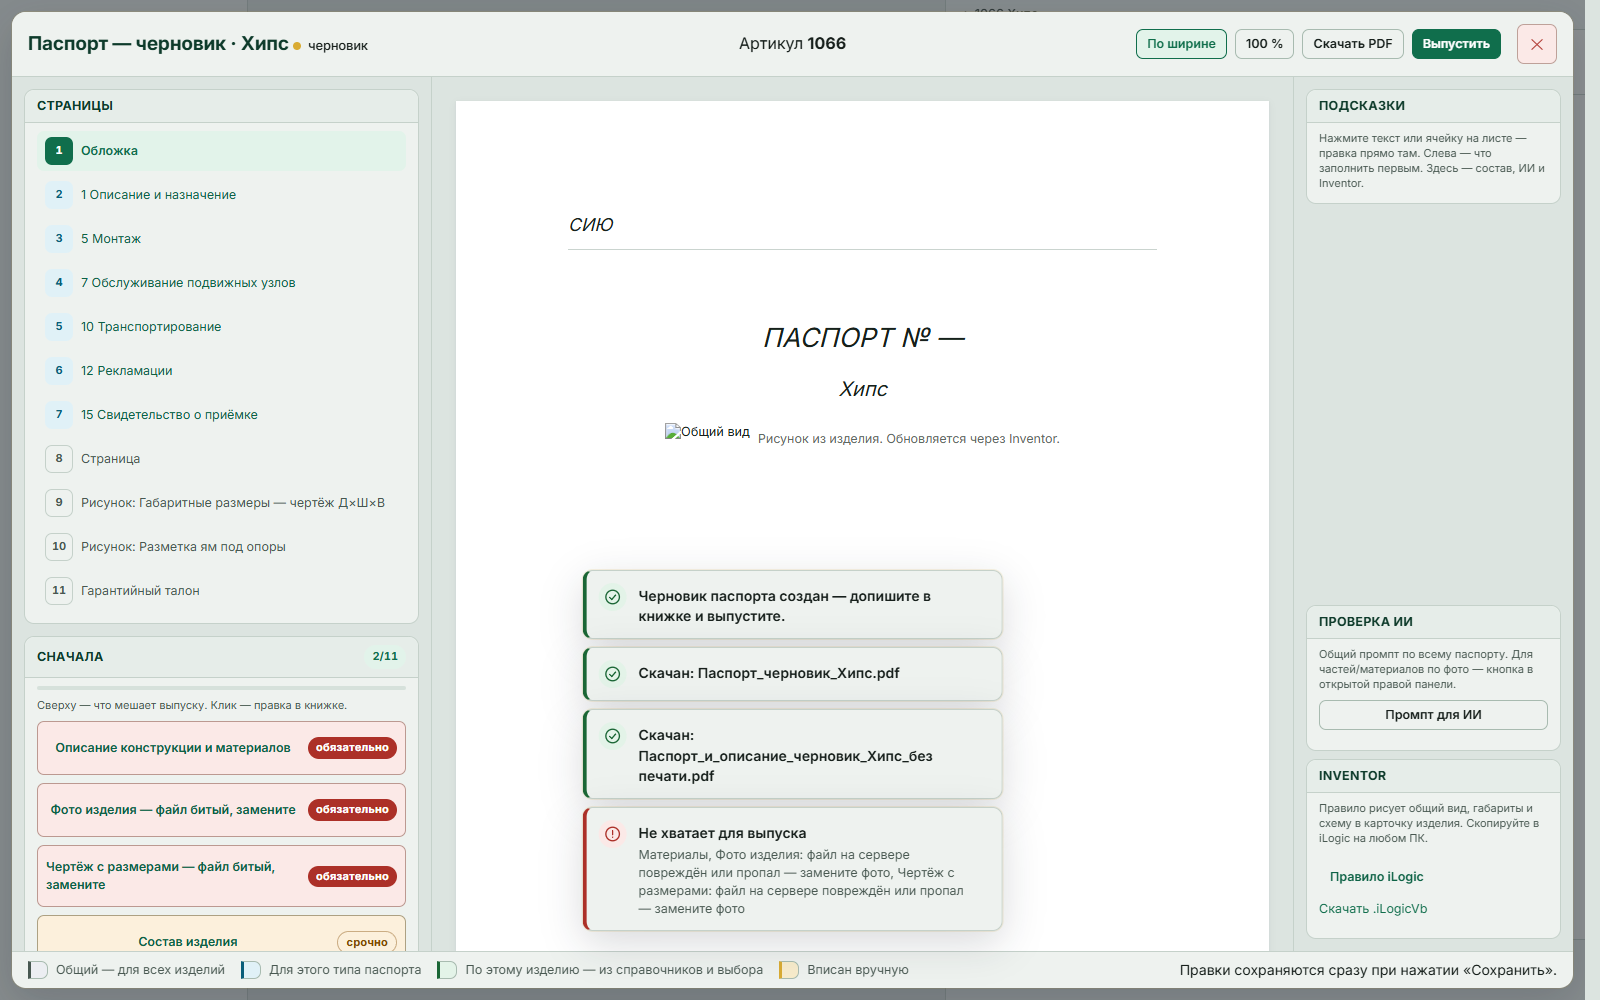 Паспорт — черновик · Хипс
черновик
Артикул 1066
По ширине
100 %
Скачать PDF
Выпустить
СТРАНИЦЫ
1 Обложка
2 1 Описание и назначение
3 5 Монтаж
4 7 Обслуживание подвижных узлов
5 10 Транспортирование
6 12 Рекламации
7 15 Свидетельство о приёмке
8 Страница
9 Рисунок: Габаритные размеры — чертёж Д×Ш×В
10 Рисунок: Разметка ям под опоры
11 Гарантийный талон
СНАЧАЛА
2/11
Сверху — что мешает выпуску. Клик — правка в книжке.
Описание конструкции и материалов
обязательно
Фото изделия — файл битый, замените
обязательно
Чертёж с размерами — файл битый,
замените
обязательно
Состав изделия
срочно
СИЮ
ПАСПОРТ № —
Хипс
Общий вид
Рисунок из изделия. Обновляется через Inventor.
Черновик паспорта создан — допишите в
книжке и выпустите.
Скачан: Паспорт_черновик_Хипс.pdf
Скачан:
Паспорт_и_описание_черновик_Хипс_без
печати.pdf
Не хватает для выпуска
Материалы, Фото изделия: файл на сервере
повреждён или пропал — замените фото, Чертёж с
размерами: файл на сервере повреждён или пропал
— замените фото
ПОДСКАЗКИ
Нажмите текст или ячейку на листе —
правка прямо там. Слева — что
заполнить первым. Здесь — состав, ИИ и
Inventor.
ПРОВЕРКА ИИ
Общий промпт по всему паспорту. Для
частей/материалов по фото — кнопка в
открытой правой панели.
Промпт для ИИ
INVENTOR
Правило рисует общий вид, габариты и
схему в карточку изделия. Скопируйте в
iLogic на любом ПК.
Правило iLogic
Скачать .iLogicVb
Общий — для всех изделий
Для этого типа паспорта
По этому изделию — из справочников и выбора
Вписан вручную
Правки сохраняются сразу при нажатии «Сохранить».